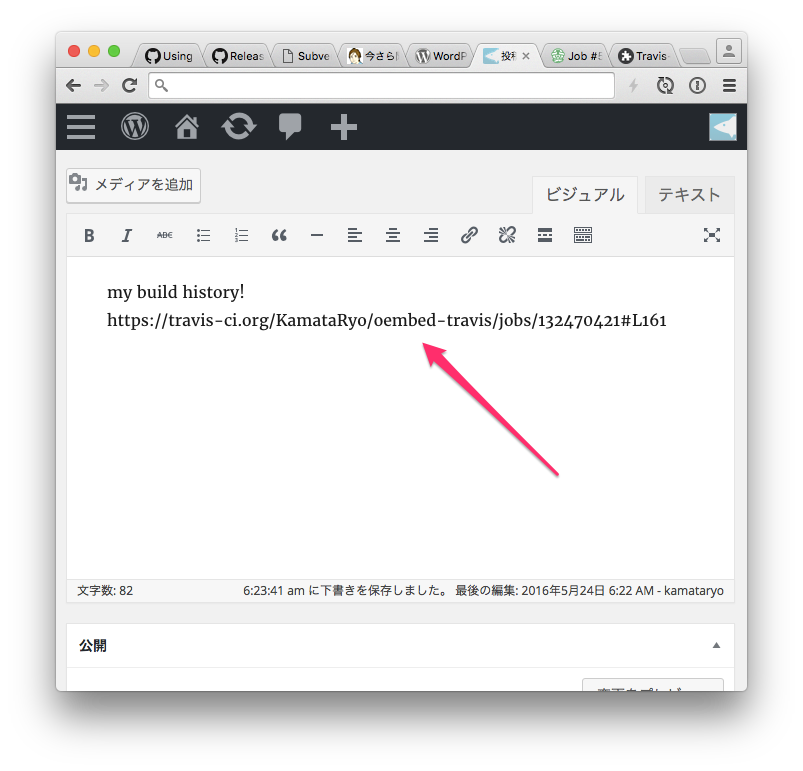 Using
Releas
Subve
今さら
WordP
投稿
Job #8
Travis
メディアを追加
ビジュアル
テキスト
B I ABC
my build history!
https://travis-ci.org/KamataRyo/oembed-travis/jobs/132470421#L161
文字数: 82
6:23:41 am に下書きを保存しました。 最後の編集: 2016年5月24日 6:22 AM - kamataryo
公開